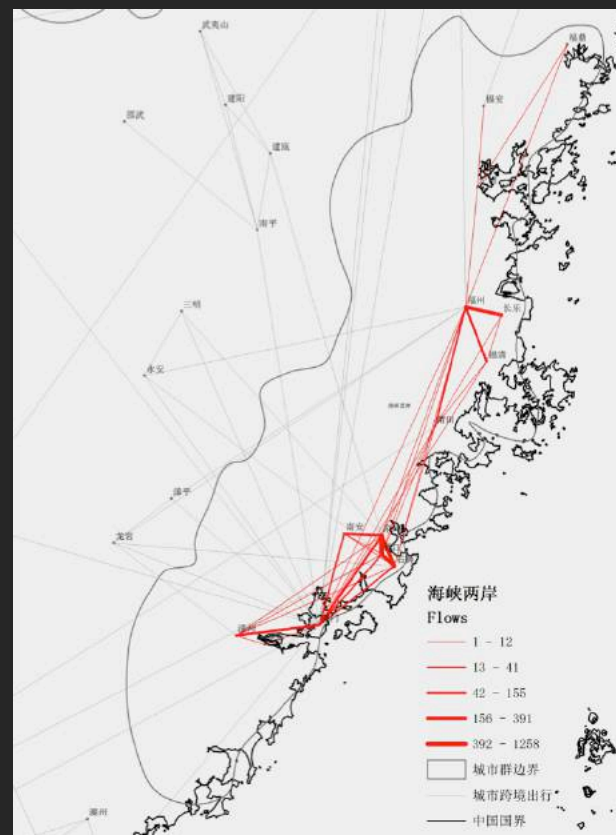 武夷山
福鼎
建阳
福安
邵武
建瓯
南平
福州
长乐
三明
福清
永安
莆田
漳平
南安
龙岩
漳州
海峡两岸
Flows
1 - 12
13 - 41
42 - 155
156 - 391
392 - 1258
城市群边界
城市跨境出行
中国国界
潮州